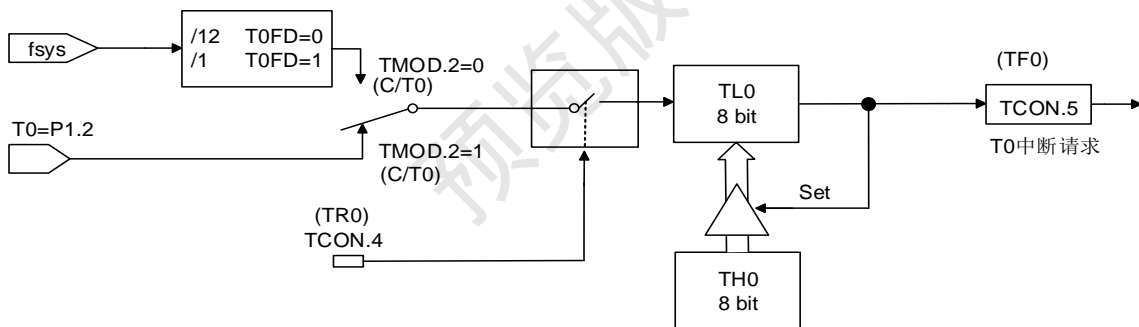 预览版
fsys
/12 T0FD=0
/1 T0FD=1
TMOD.2=0
(C/T0)
T0=P1.2
TMOD.2=1
(C/T0)
(TR0)
TCON.4
TL0
8 bit
Set
TH0
8 bit
(TF0)
TCON.5
T0中断请求